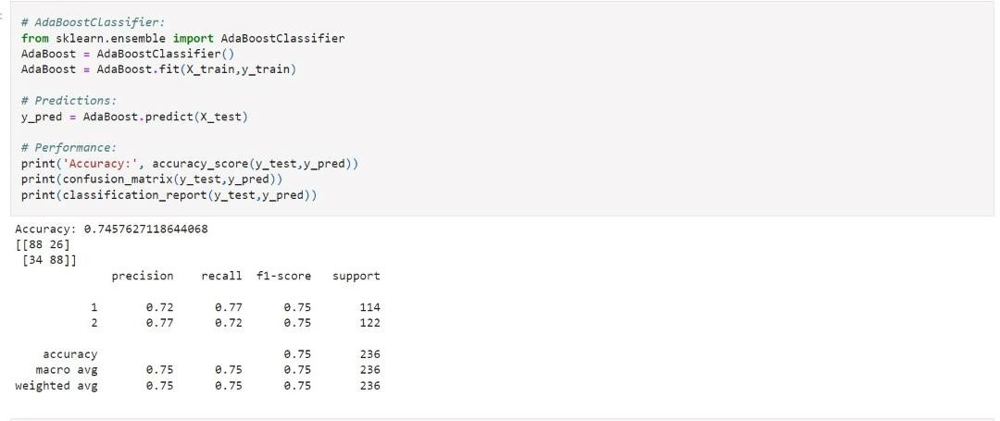 # AdaBoostClassifier:
from sklearn.ensemble import AdaBoostClassifier
AdaBoost = AdaBoostClassifier()
AdaBoost = AdaBoost.fit(X_train,y_train)
# Predictions:
y_pred = AdaBoost.predict(X_test)
# Performance:
print('Accuracy:', accuracy_score(y_test,y_pred))
print(confusion_matrix(y_test,y_pred))
print(classification_report(y_test,y_pred))
Accuracy: 0.7457627118644068
[[88 26]
[34 88]]
precision recall f1-score support
1 0.72 0.77 0.75 114
2 0.77 0.72 0.75 122
accuracy 0.75 236
macro avg 0.75 0.75 0.75 236
weighted avg 0.75 0.75 0.75 236